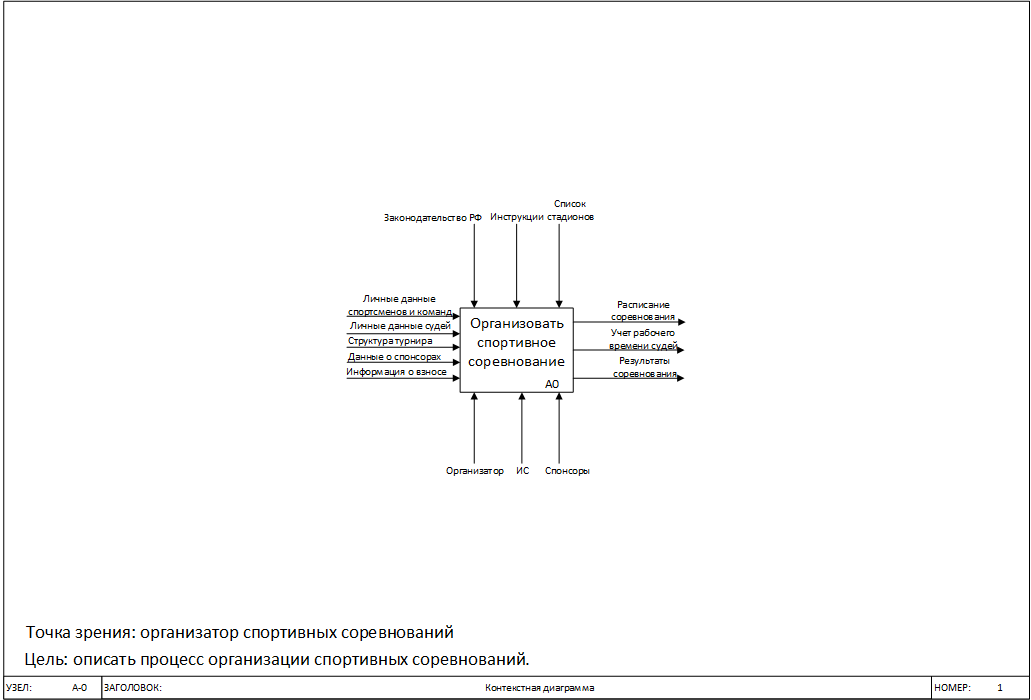 Список
Законодательство РФ
Инструкции
стадионов
Личные данные
спортсменов и команд
Личные данные судей
Структура турнира
Данные о спонсорах
Информация о взносе
Организовать
спортивное
соревнование
A0
Расписание
соревнования
Учет рабочего
времени судей
Результаты
соревнования
Организатор
ИС
Спонсоры
Точка зрения: организатор спортивных соревнований
Цель: описать процесс организации спортивных соревнований.
УЗЕЛ: А-0 ЗАГОЛОВОК: Контекстная диаграмма НОМЕР: 1